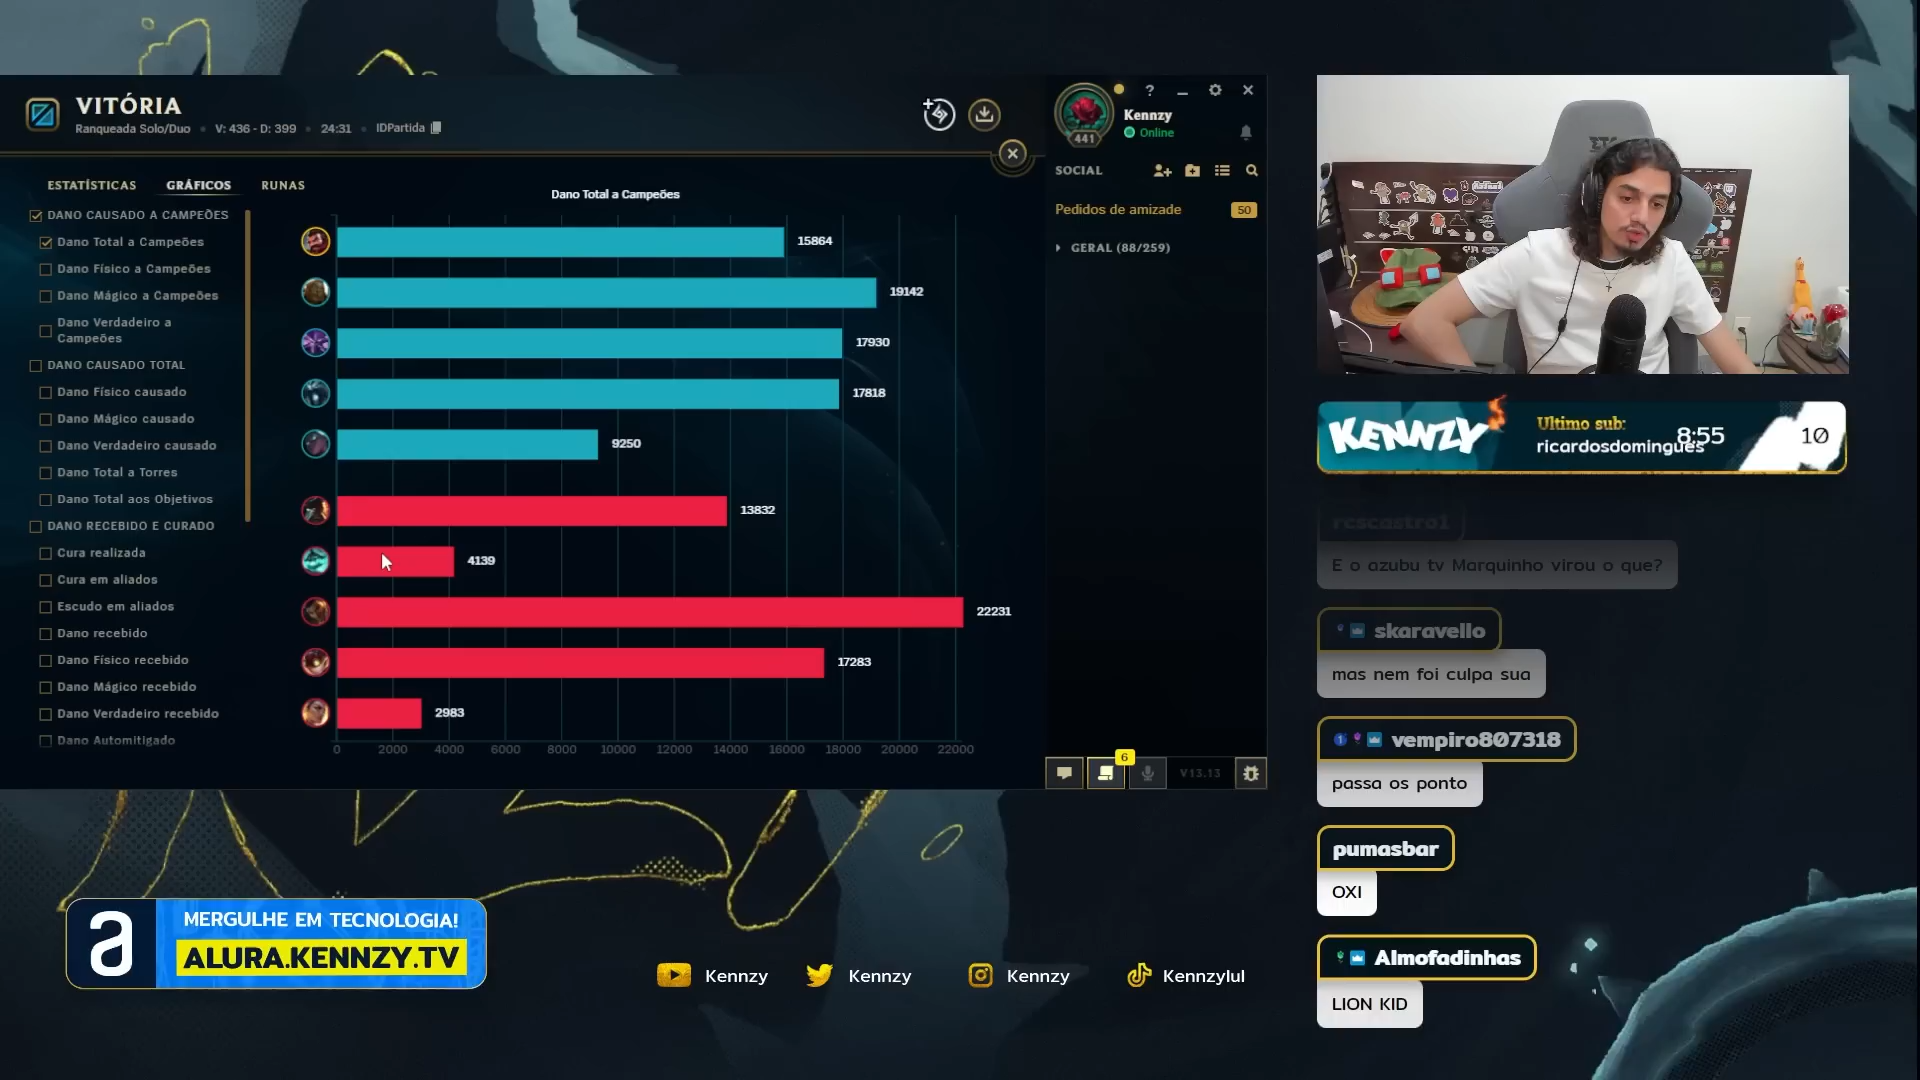 VITÓRIA
Ranqueada Solo/Duo • V: 436 - D: 399 • 24:31 • IDPartida
ESTATÍSTICAS GRÁFICOS RUNAS
DANO CAUSADO A CAMPEÕES
Dano Total a Campeões
Dano Físico a Campeões
Dano Mágico a Campeões
Dano Verdadeiro a
Campeões
DANO CAUSADO TOTAL
Dano Físico causado
Dano Mágico causado
Dano Verdadeiro causado
Dano Total a Torres
Dano Total aos Objetivos
DANO RECEBIDO E CURADO
Cura realizada
Cura em aliados
Escudo em aliados
Dano recebido
Dano Físico recebido
Dano Mágico recebido
Dano Verdadeiro recebido
Dano Automitigado
Dano Total a Campeões
15864
19142
17930
17818
9250
13832
4139
22231
17283
2983
0 2000 4000 6000 8000 10000 12000 14000 16000 18000 20000 22000
441
Kennzy
Online
?
SOCIAL
Pedidos de amizade 50
GERAL (88/259)
6
V13.13
KENNZY
Ultimo sub:
ricardosdomingues
8:55
10
rcscastro1
E o azubu tv Marquinho virou o que?
skaravello
mas nem foi culpa sua
1 vempiro807318
passa os ponto
pumasbar
OXI
Almofadinhas
LION KID
a
MERGULHE EM TECNOLOGIA!
ALURA.KENNZY.TV
Kennzy Kennzy Kennzy Kennzylul